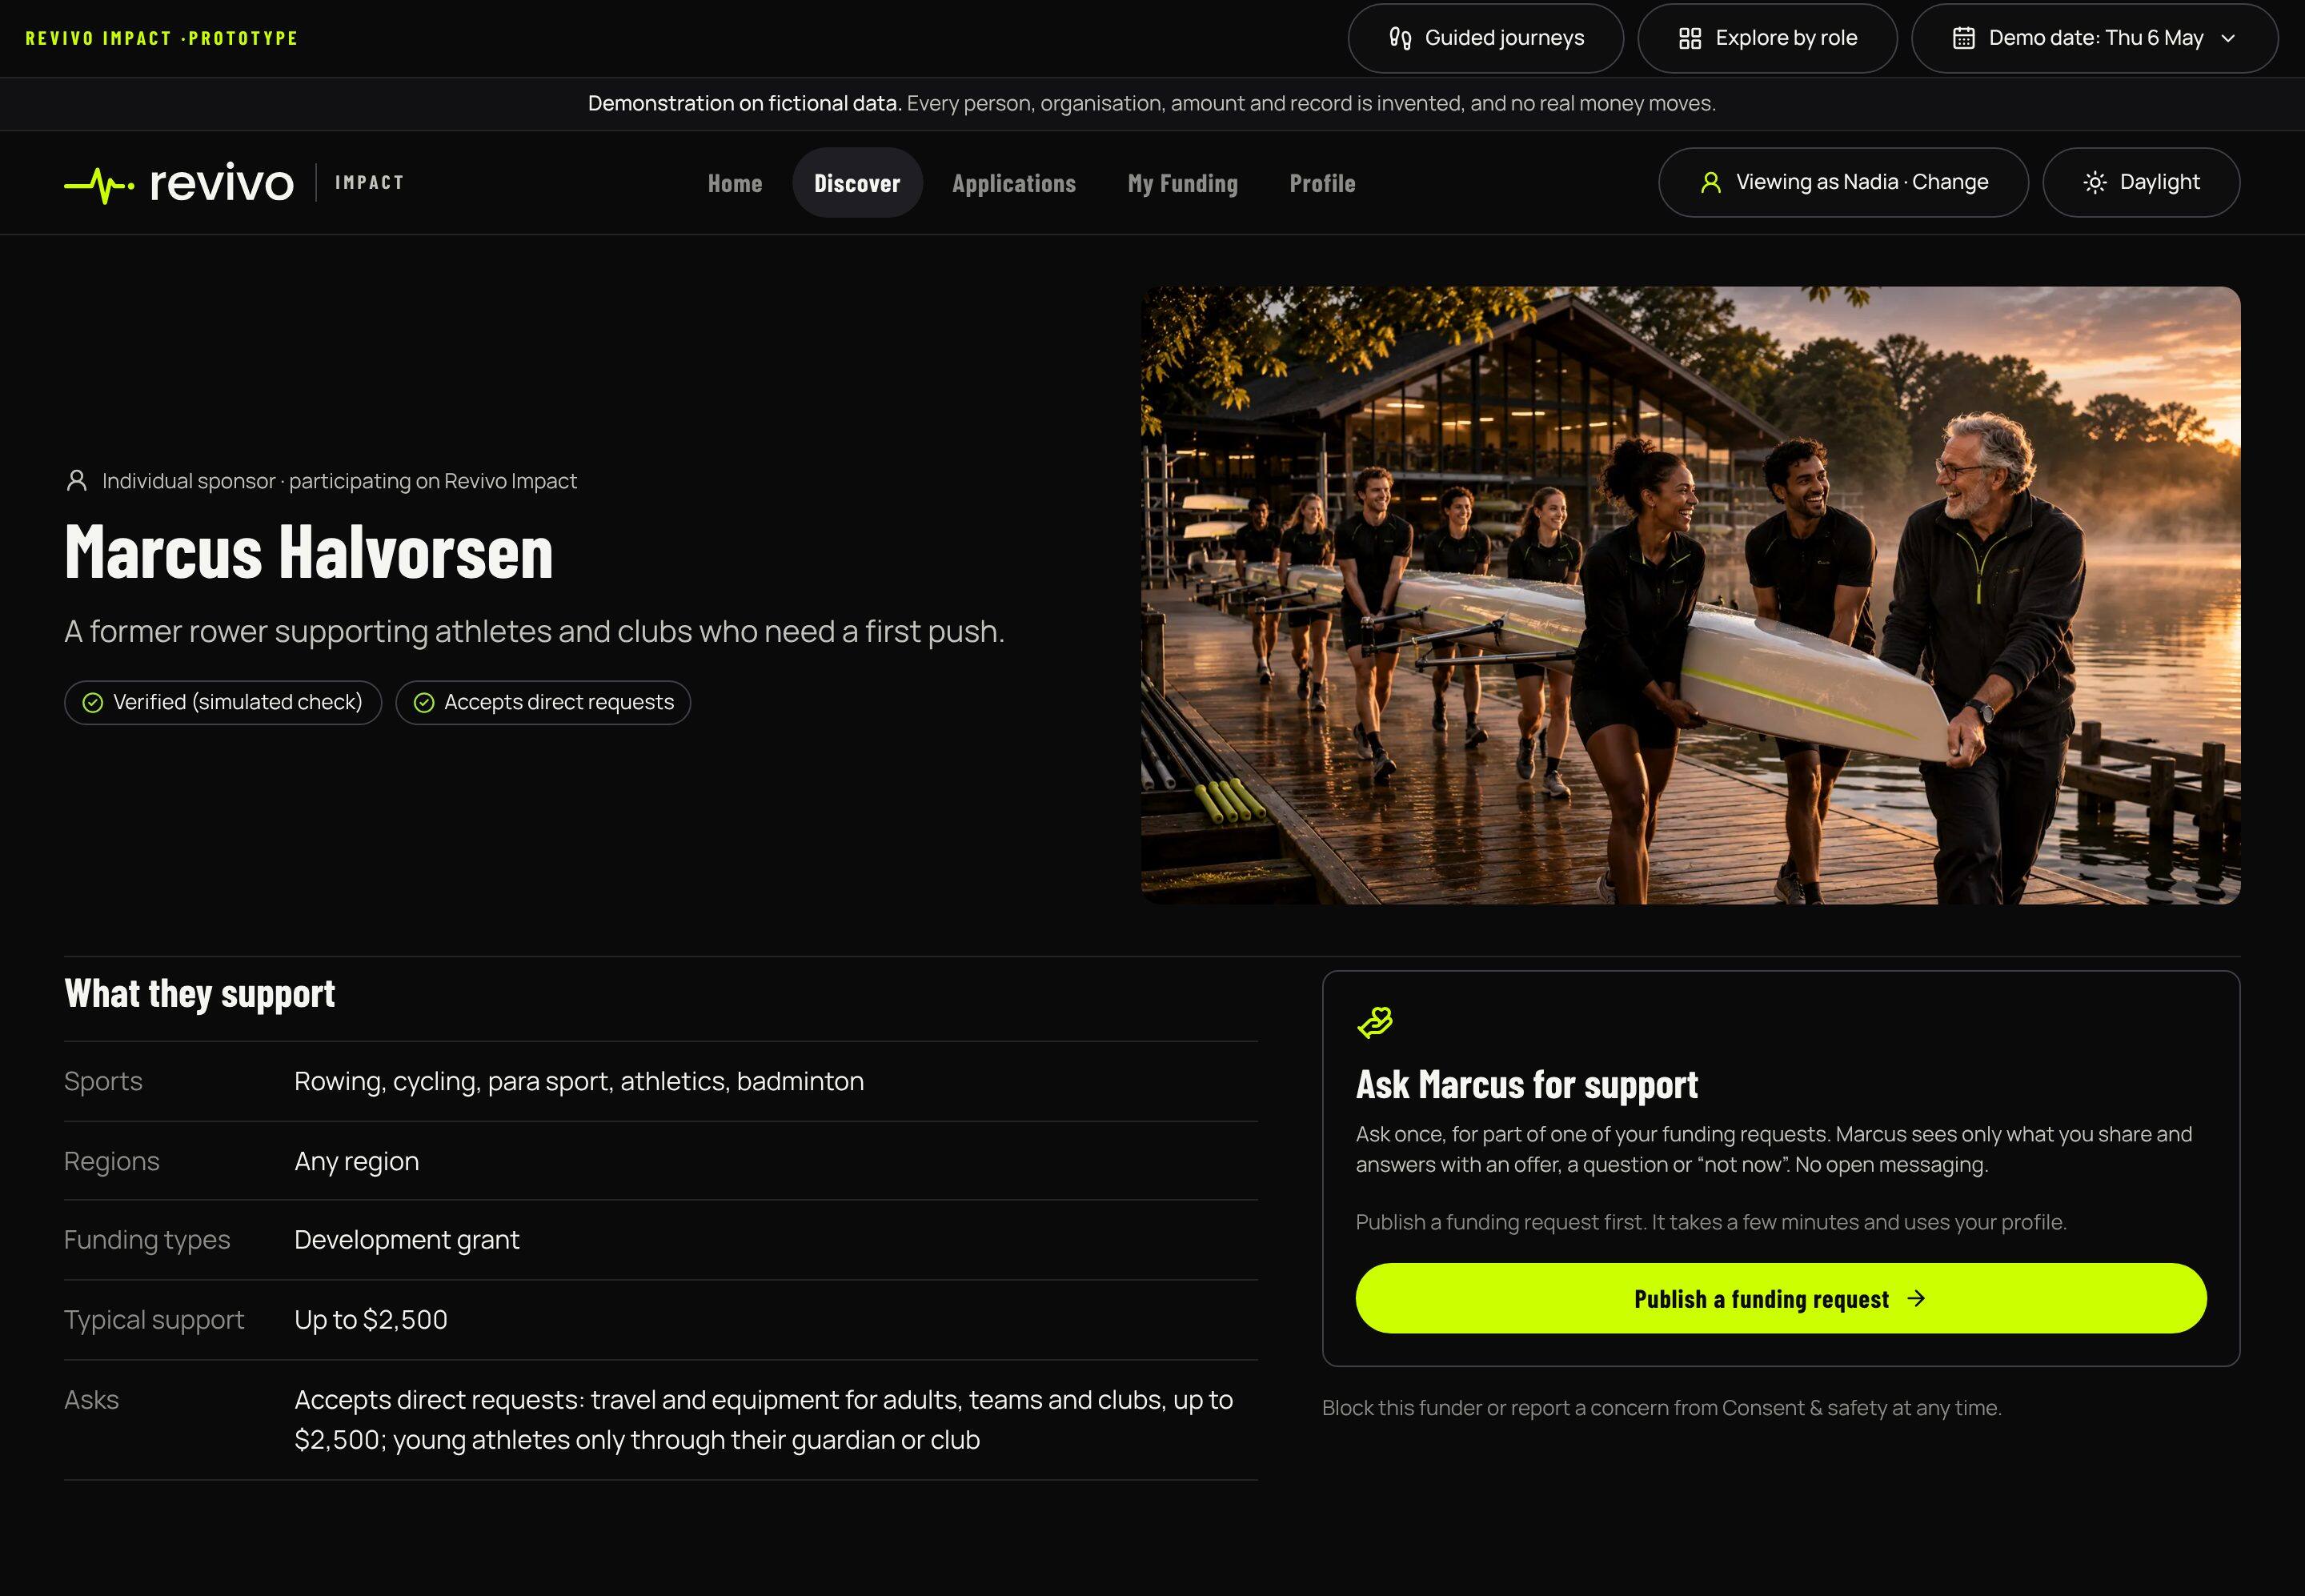 REVIVO IMPACT · PROTOTYPE
Guided journeys
Explore by role
Demo date: Thu 6 May
Demonstration on fictional data. Every person, organisation, amount and record is invented, and no real money moves.
revivo
IMPACT
Home
Discover
Applications
My Funding
Profile
Viewing as Nadia · Change
Daylight
Individual sponsor · participating on Revivo Impact
Marcus Halvorsen
A former rower supporting athletes and clubs who need a first push.
Verified (simulated check)
Accepts direct requests
What they support
Sports
Rowing, cycling, para sport, athletics, badminton
Regions
Any region
Funding types
Development grant
Typical support
Up to $2,500
Asks
Accepts direct requests: travel and equipment for adults, teams and clubs, up to
$2,500; young athletes only through their guardian or club
Ask Marcus for support
Ask once, for part of one of your funding requests. Marcus sees only what you share and
answers with an offer, a question or “not now”. No open messaging.
Publish a funding request first. It takes a few minutes and uses your profile.
Publish a funding request
Block this funder or report a concern from Consent & safety at any time.